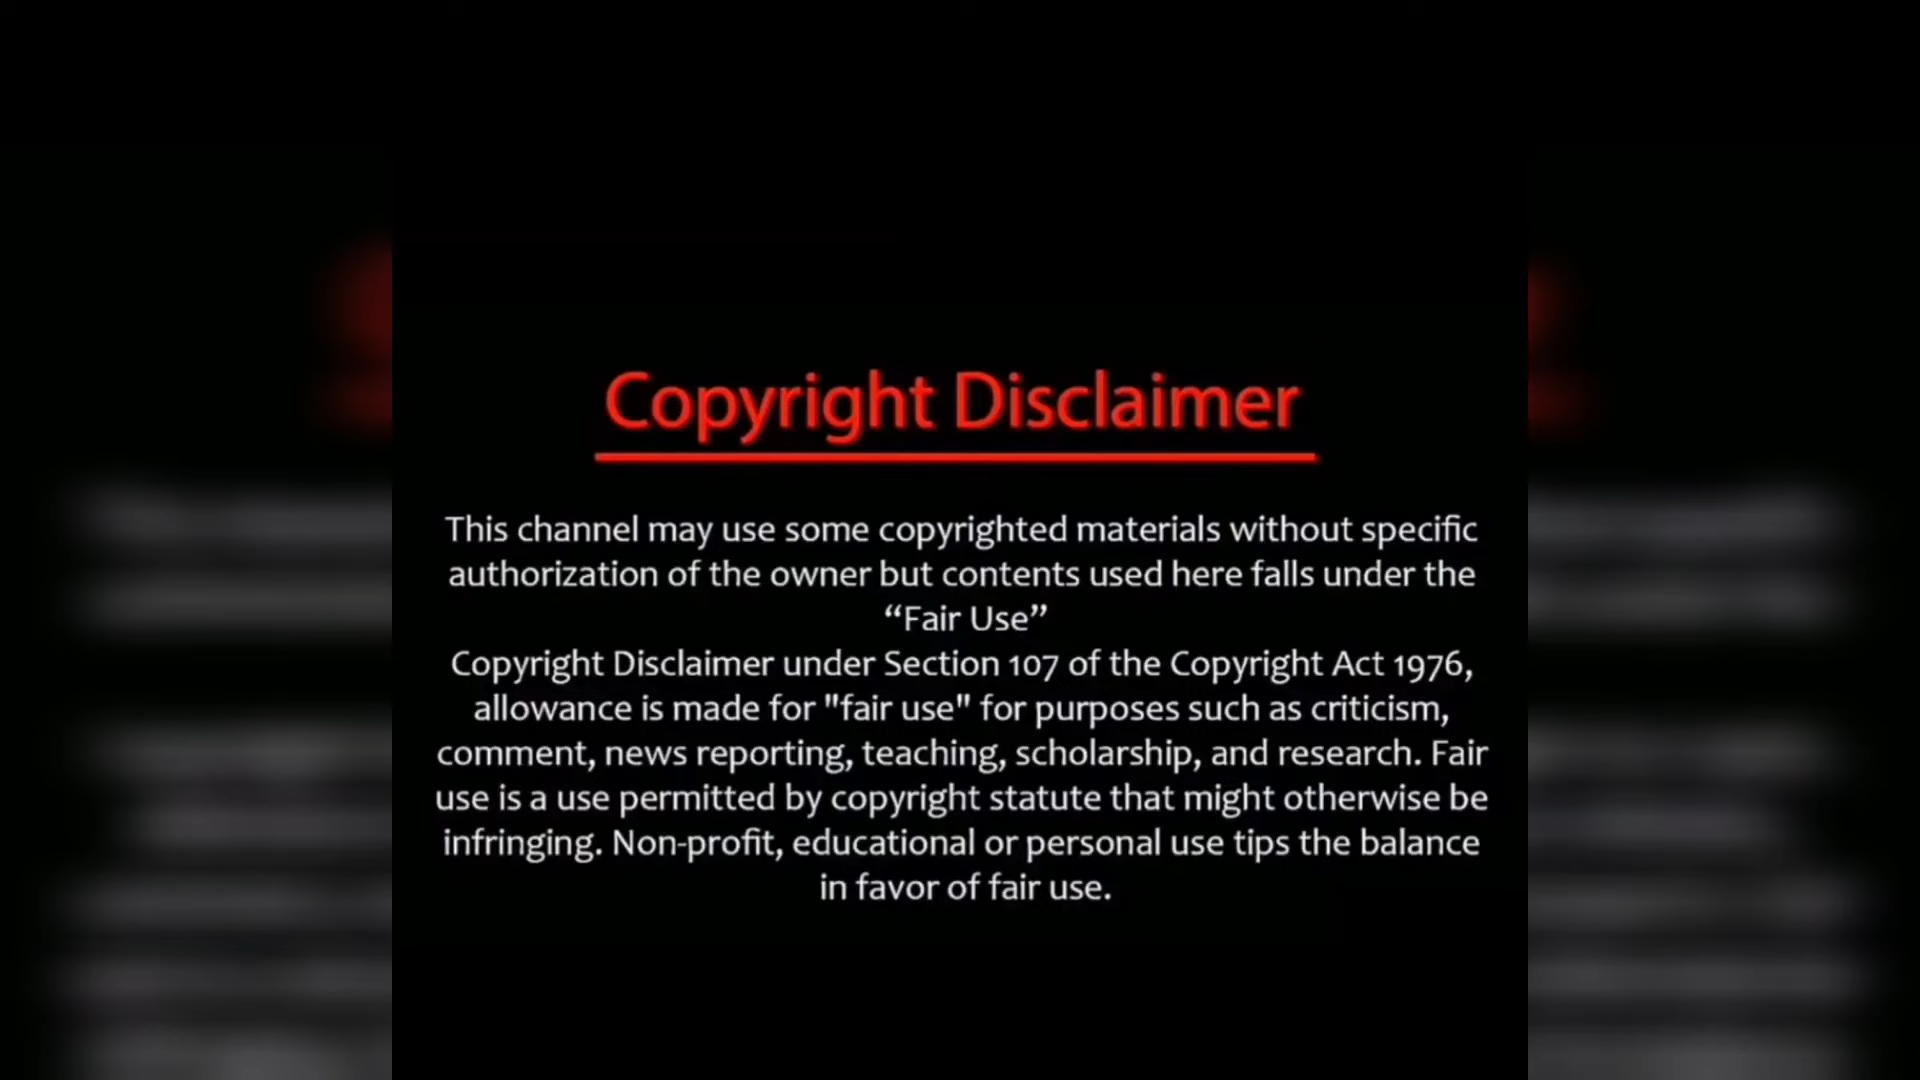 Copyright Disclaimer
This channel may use some copyrighted materials without specific
authorization of the owner but contents used here falls under the
“Fair Use”
Copyright Disclaimer under Section 107 of the Copyright Act 1976,
allowance is made for "fair use" for purposes such as criticism,
comment, news reporting, teaching, scholarship, and research. Fair
use is a use permitted by copyright statute that might otherwise be
infringing. Non-profit, educational or personal use tips the balance
in favor of fair use.